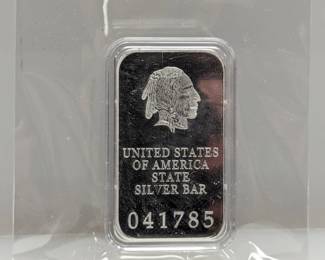 UNITED STATES
OF AMERICA
STATE
SILVER BAR
041785